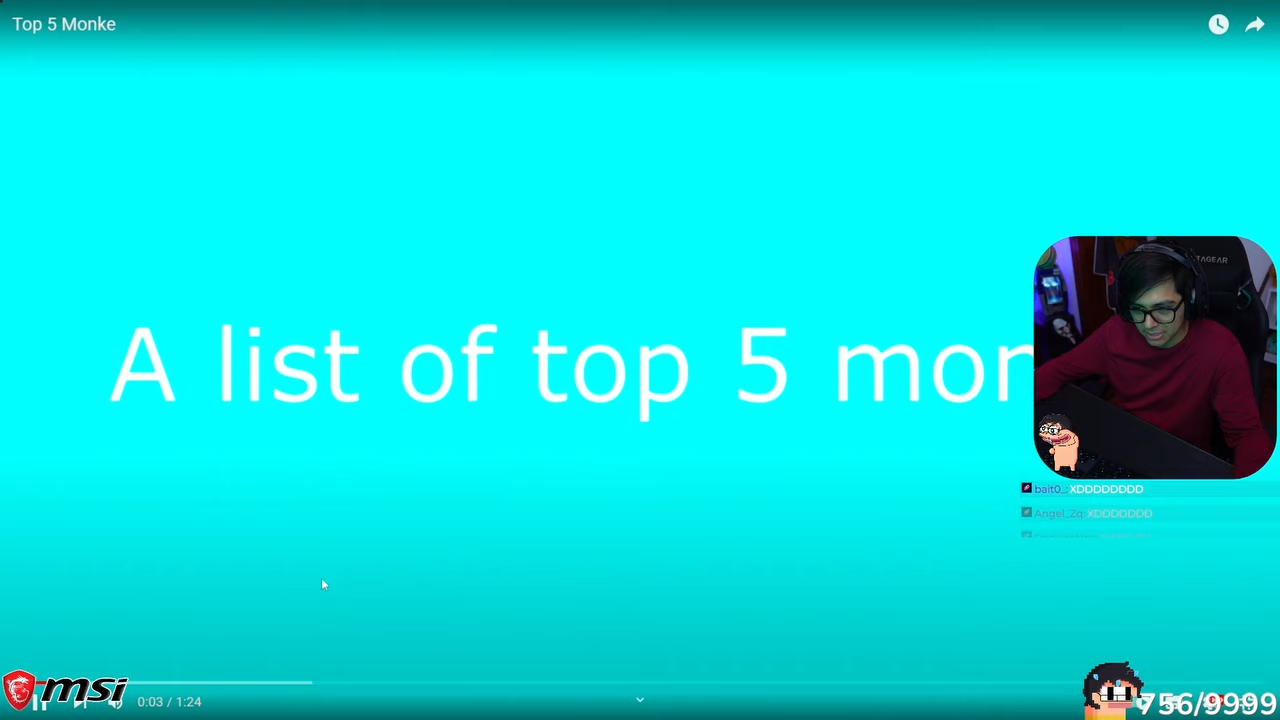 Top 5 Monke
A list of top 5 mon
TAGEAR
bait0_: XDDDDDDDD
Angel_Zq: XDDDDDDD
msi
0:03 / 1:24
756/9999